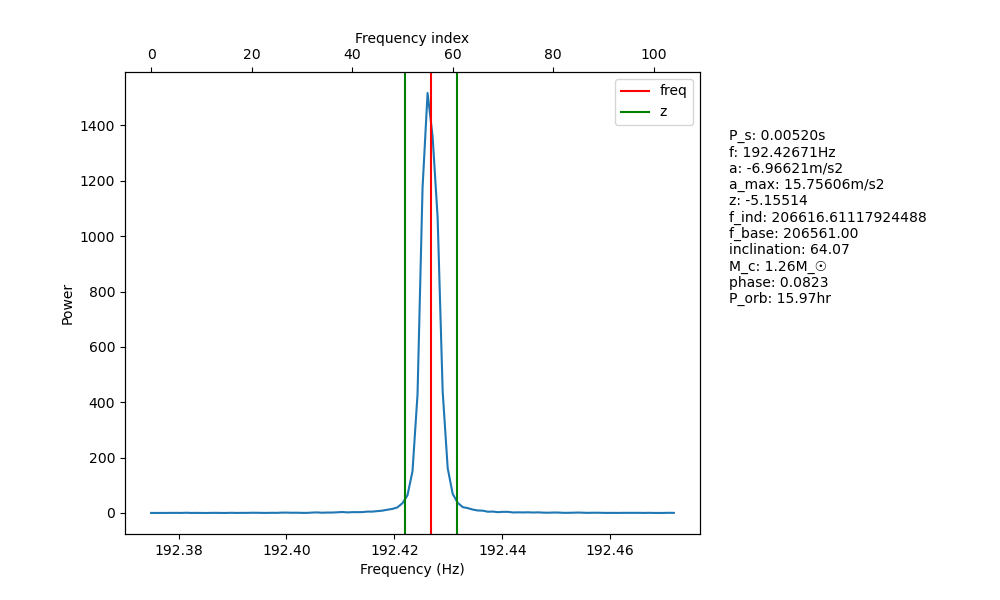 Frequency index
0 20 40 60 80 100
freq
z
1400
1200
1000
800
600
400
200
0
Power
192.38 192.40 192.42 192.44 192.46
Frequency (Hz)
P_s: 0.00520s
f: 192.42671Hz
a: -6.96621m/s2
a_max: 15.75606m/s2
z: -5.15514
f_ind: 206616.61117924488
f_base: 206561.00
inclination: 64.07
M_c: 1.26M_☉
phase: 0.0823
P_orb: 15.97hr